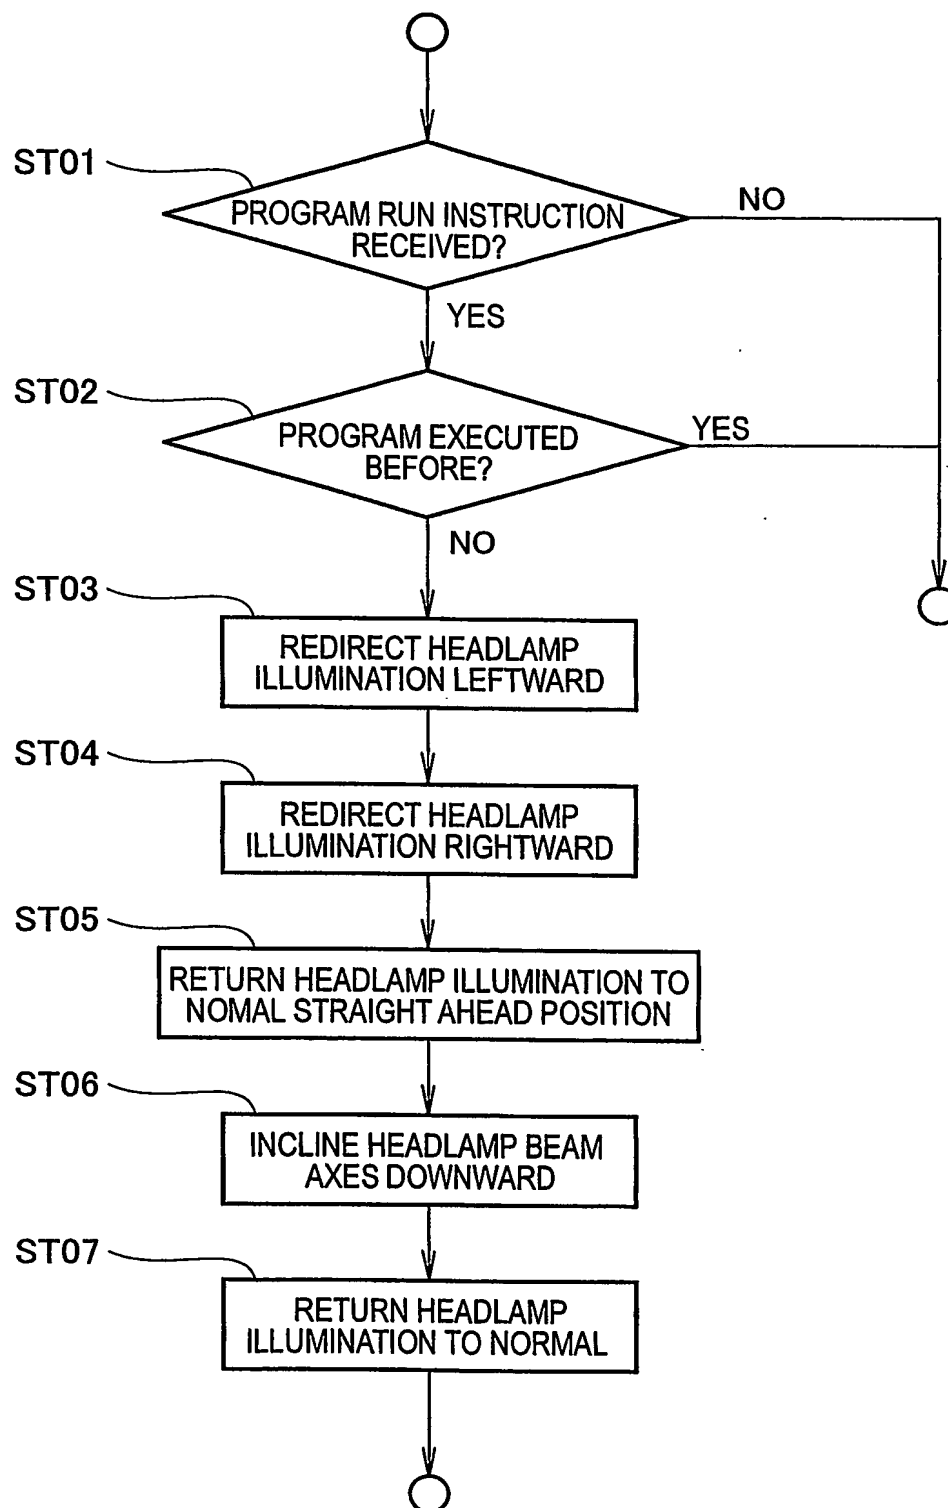 ST01
PROGRAM RUN INSTRUCTION
RECEIVED?
NO
YES
ST02
PROGRAM EXECUTED
BEFORE?
YES
NO
ST03
REDIRECT HEADLAMP
ILLUMINATION LEFTWARD
ST04
REDIRECT HEADLAMP
ILLUMINATION RIGHTWARD
ST05
RETURN HEADLAMP ILLUMINATION TO
NOMAL STRAIGHT AHEAD POSITION
ST06
INCLINE HEADLAMP BEAM
AXES DOWNWARD
ST07
RETURN HEADLAMP
ILLUMINATION TO NORMAL